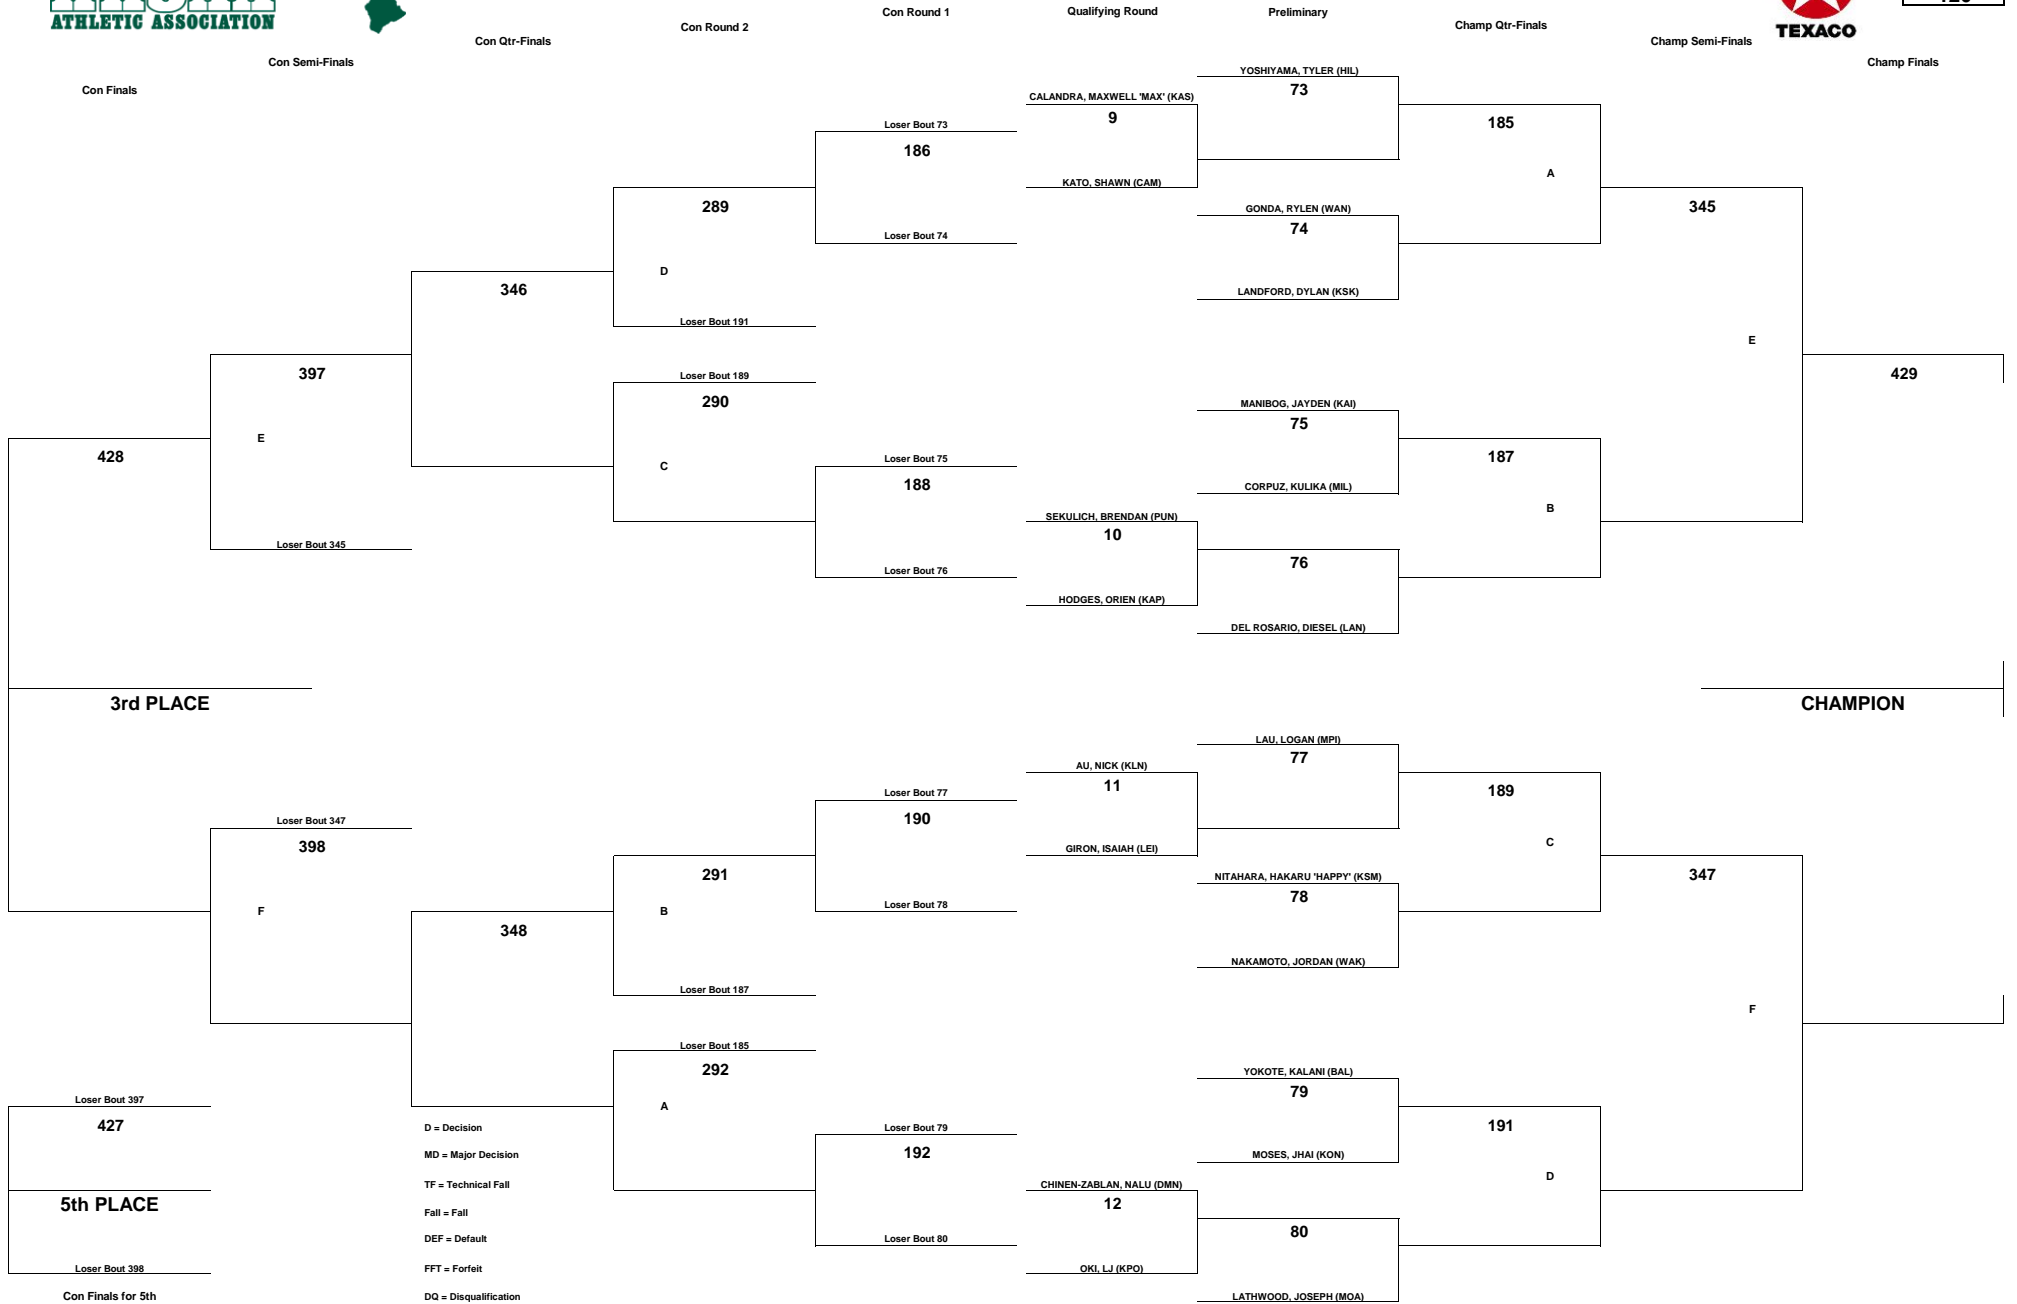 ATHLETIC ASSOCIATION
TEXACO
Con Finals
Con Semi-Finals
Con Qtr-Finals
Con Round 2
Con Round 1
Qualifying Round
Preliminary
Champ Qtr-Finals
Champ Semi-Finals
Champ Finals
YOSHIYAMA, TYLER (HIL)
73
CALANDRA, MAXWELL 'MAX' (KAS)
9
KATO, SHAWN (CAM)
Loser Bout 73
186
Loser Bout 74
185
A
GONDA, RYLEN (WAN)
74
LANDFORD, DYLAN (KSK)
289
D
Loser Bout 191
345
E
346
Loser Bout 189
290
C
397
E
Loser Bout 345
429
MANIBOG, JAYDEN (KAI)
75
CORPUZ, KULIKA (MIL)
428
Loser Bout 75
188
Loser Bout 76
187
B
SEKULICH, BRENDAN (PUN)
10
HODGES, ORIEN (KAP)
76
DEL ROSARIO, DIESEL (LAN)
3rd PLACE
CHAMPION
LAU, LOGAN (MPI)
77
AU, NICK (KLN)
11
GIRON, ISAIAH (LEI)
Loser Bout 77
190
Loser Bout 78
189
C
Loser Bout 347
398
F
NITAHARA, HAKARU 'HAPPY' (KSM)
78
NAKAMOTO, JORDAN (WAK)
291
B
Loser Bout 187
347
F
348
Loser Bout 185
292
A
YOKOTE, KALANI (BAL)
79
MOSES, JHAI (KON)
Loser Bout 79
192
Loser Bout 80
191
D
CHINEN-ZABLAN, NALU (DMN)
12
OKI, LJ (KPO)
80
LATHWOOD, JOSEPH (MOA)
Loser Bout 397
427
5th PLACE
Loser Bout 398
Con Finals for 5th
D = Decision
MD = Major Decision
TF = Technical Fall
Fall = Fall
DEF = Default
FFT = Forfeit
DQ = Disqualification